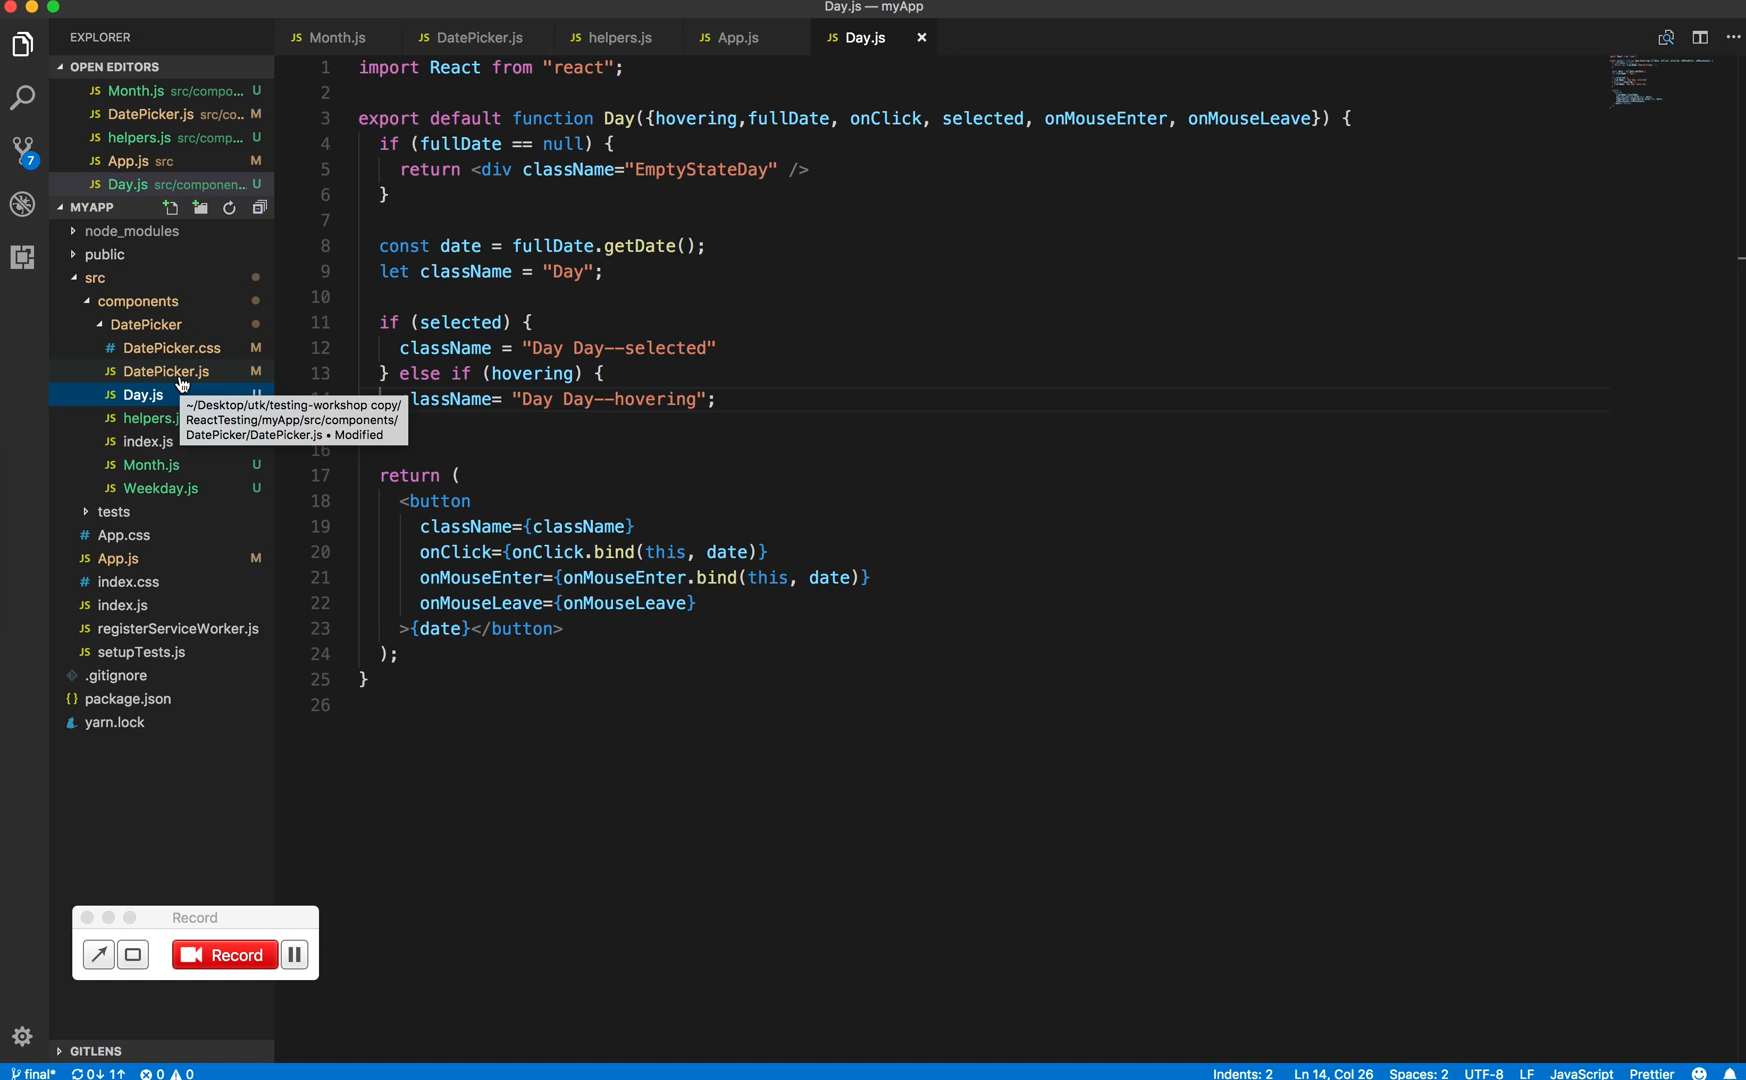 Day.js — myApp
EXPLORER
JS Month.js
JS DatePicker.js
JS helpers.js
JS App.js
JS Day.js ×
OPEN EDITORS
JS Month.js src/compo... U
JS DatePicker.js src/co.. M
JS helpers.js src/comp... U
JS App.js src M
JS Day.js src/componen... U
MYAPP
node_modules
public
src
components
DatePicker
# DatePicker.css M
JS DatePicker.js M
JS Day.js
JS helpers.j
JS index.js
JS Month.js U
JS Weekday.js U
tests
# App.css
JS App.js M
# index.css
JS index.js
JS registerServiceWorker.js
JS setupTests.js
.gitignore
{ } package.json
yarn.lock
7
~/Desktop/utk/testing-workshop copy/
ReactTesting/myApp/src/components/
DatePicker/DatePicker.js • Modified
1 import React from "react";
2
3 export default function Day({hovering,fullDate, onClick, selected, onMouseEnter, onMouseLeave}) {
4 if (fullDate == null) {
5 return <div className="EmptyStateDay" />
6 }
7
8 const date = fullDate.getDate();
9 let className = "Day";
10
11 if (selected) {
12 className = "Day Day--selected"
13 } else if (hovering) {
lassName= "Day Day--hovering";
16
17 return (
18 <button
19 className={className}
20 onClick={onClick.bind(this, date)}
21 onMouseEnter={onMouseEnter.bind(this, date)}
22 onMouseLeave={onMouseLeave}
23 >{date}</button>
24 );
25 }
26
Record
Record
GITLENS
final* 0↓ 1↑ 0 0
Indents: 2 Ln 14, Col 26 Spaces: 2 UTF-8 LF JavaScript Prettier